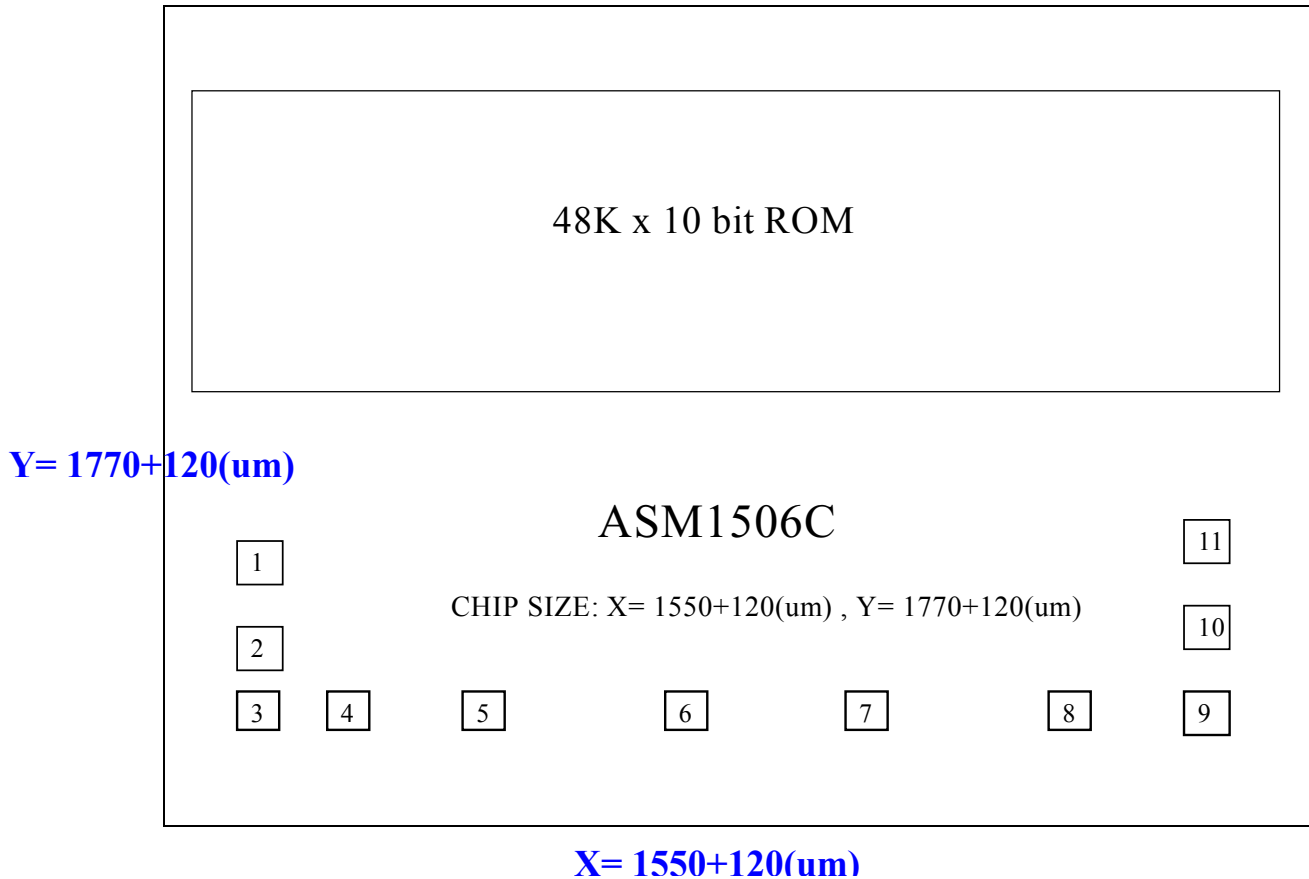 48K x 10 bit ROM
Y= 1770+120(um)
ASM1506C
11
1
CHIP SIZE: X= 1550+120(um) , Y= 1770+120(um)
10
2
3 4 5 6 7 8 9
X= 1550+120(um)